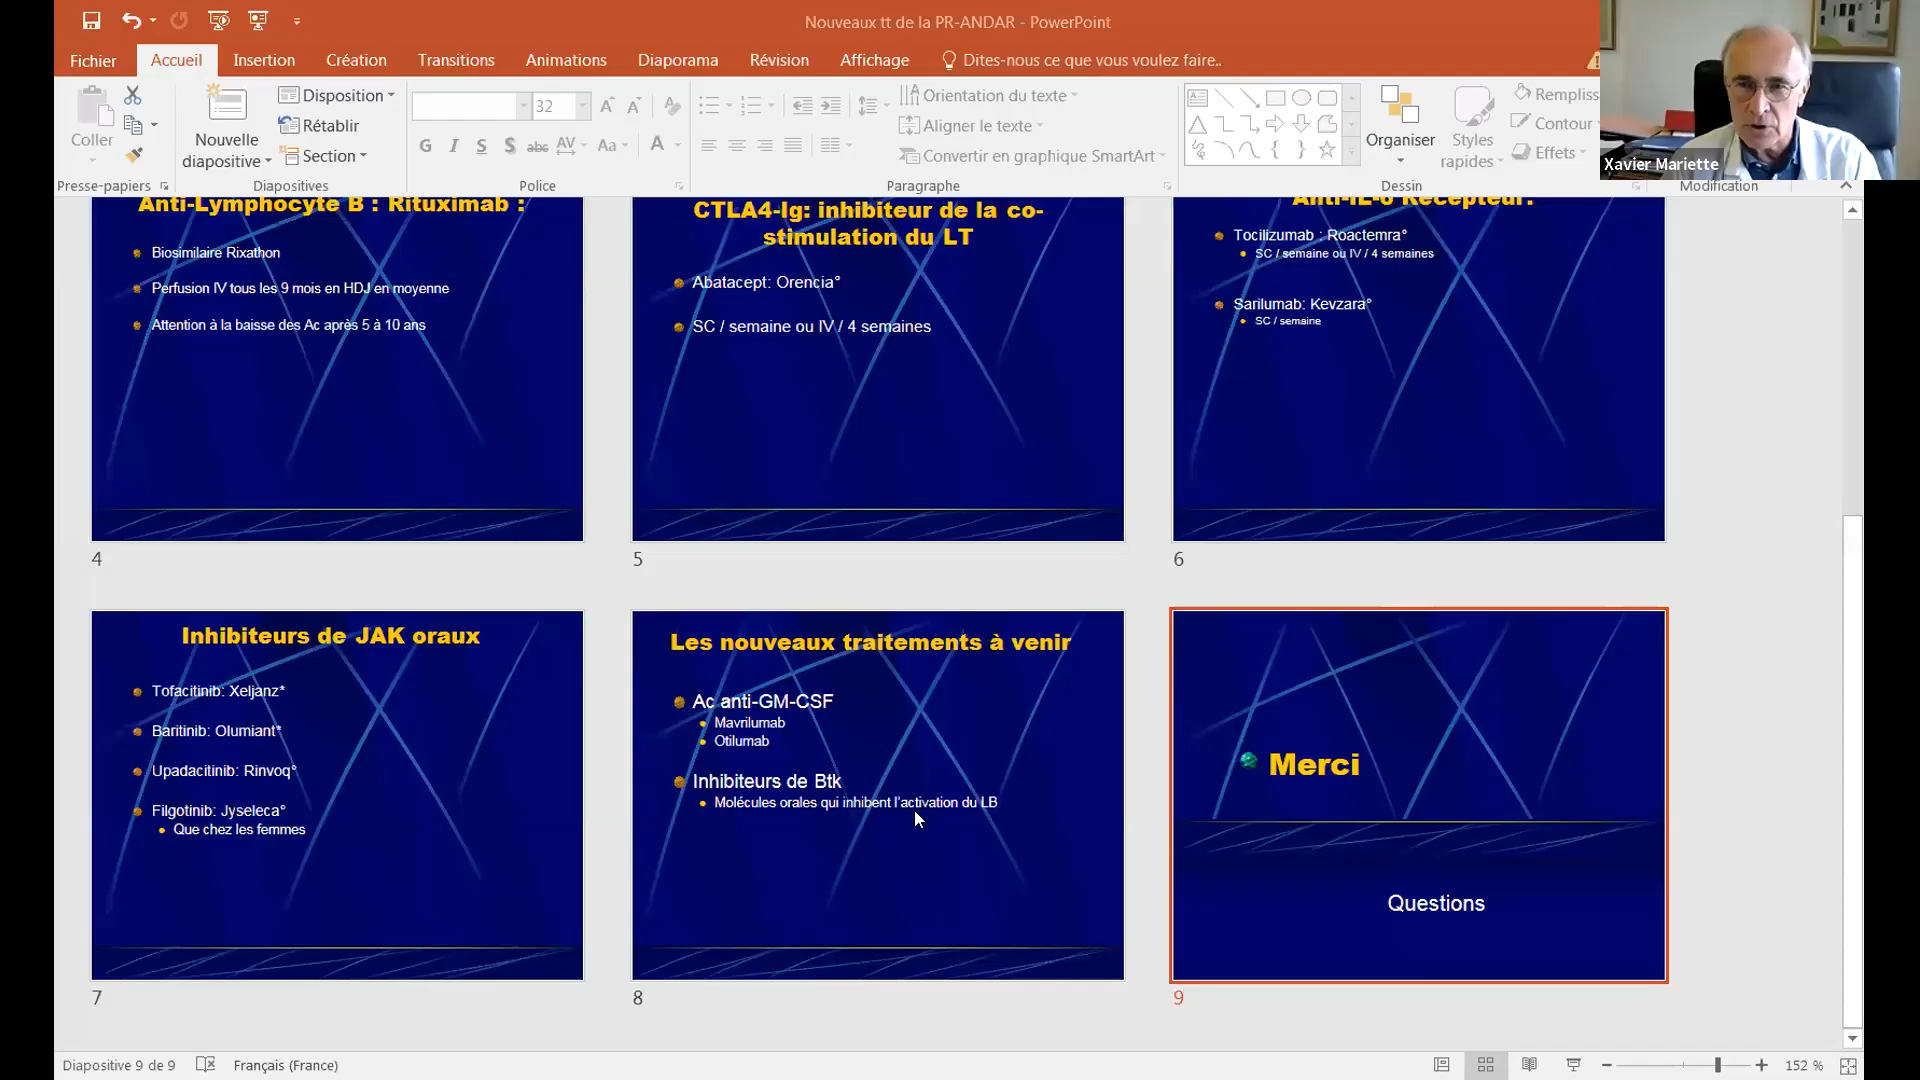 Nouveaux tt de la PR-ANDAR - PowerPoint
Fichier
Accueil
Insertion
Création
Transitions
Animations
Diaporama
Révision
Affichage
Dites-nous ce que vous voulez faire..
Coller
Nouvelle
diapositive
Disposition
Rétablir
Section
32
G I S S abc AV Aa A
Orientation du texte
Aligner le texte
Convertir en graphique SmartArt
Organiser
Styles
rapides
Rempliss
Contour
Effets
Xavier Mariette
Presse-papiers
Diapositives
Police
Paragraphe
Dessin
Modification
Anti-Lymphocyte B : Rituximab :
Biosimilaire Rixathon
Perfusion IV tous les 9 mois en HDJ en moyenne
Attention à la baisse des Ac après 5 à 10 ans
4
CTLA4-Ig: inhibiteur de la co-
stimulation du LT
Abatacept: Orencia°
SC / semaine ou IV / 4 semaines
5
Anti-IL-6 Récepteur:
Tocilizumab : Roactemra°
SC / semaine ou IV / 4 semaines
Sarilumab: Kevzara°
SC / semaine
6
Inhibiteurs de JAK oraux
Tofacitinib: Xeljanz*
Baritinib: Olumiant*
Upadacitinib: Rinvoq°
Filgotinib: Jyseleca°
Que chez les femmes
7
Les nouveaux traitements à venir
Ac anti-GM-CSF
Mavrilumab
Otilumab
Inhibiteurs de Btk
Molécules orales qui inhibent l'activation du LB
8
Merci
Questions
9
Diapositive 9 de 9
Français (France)
152 %